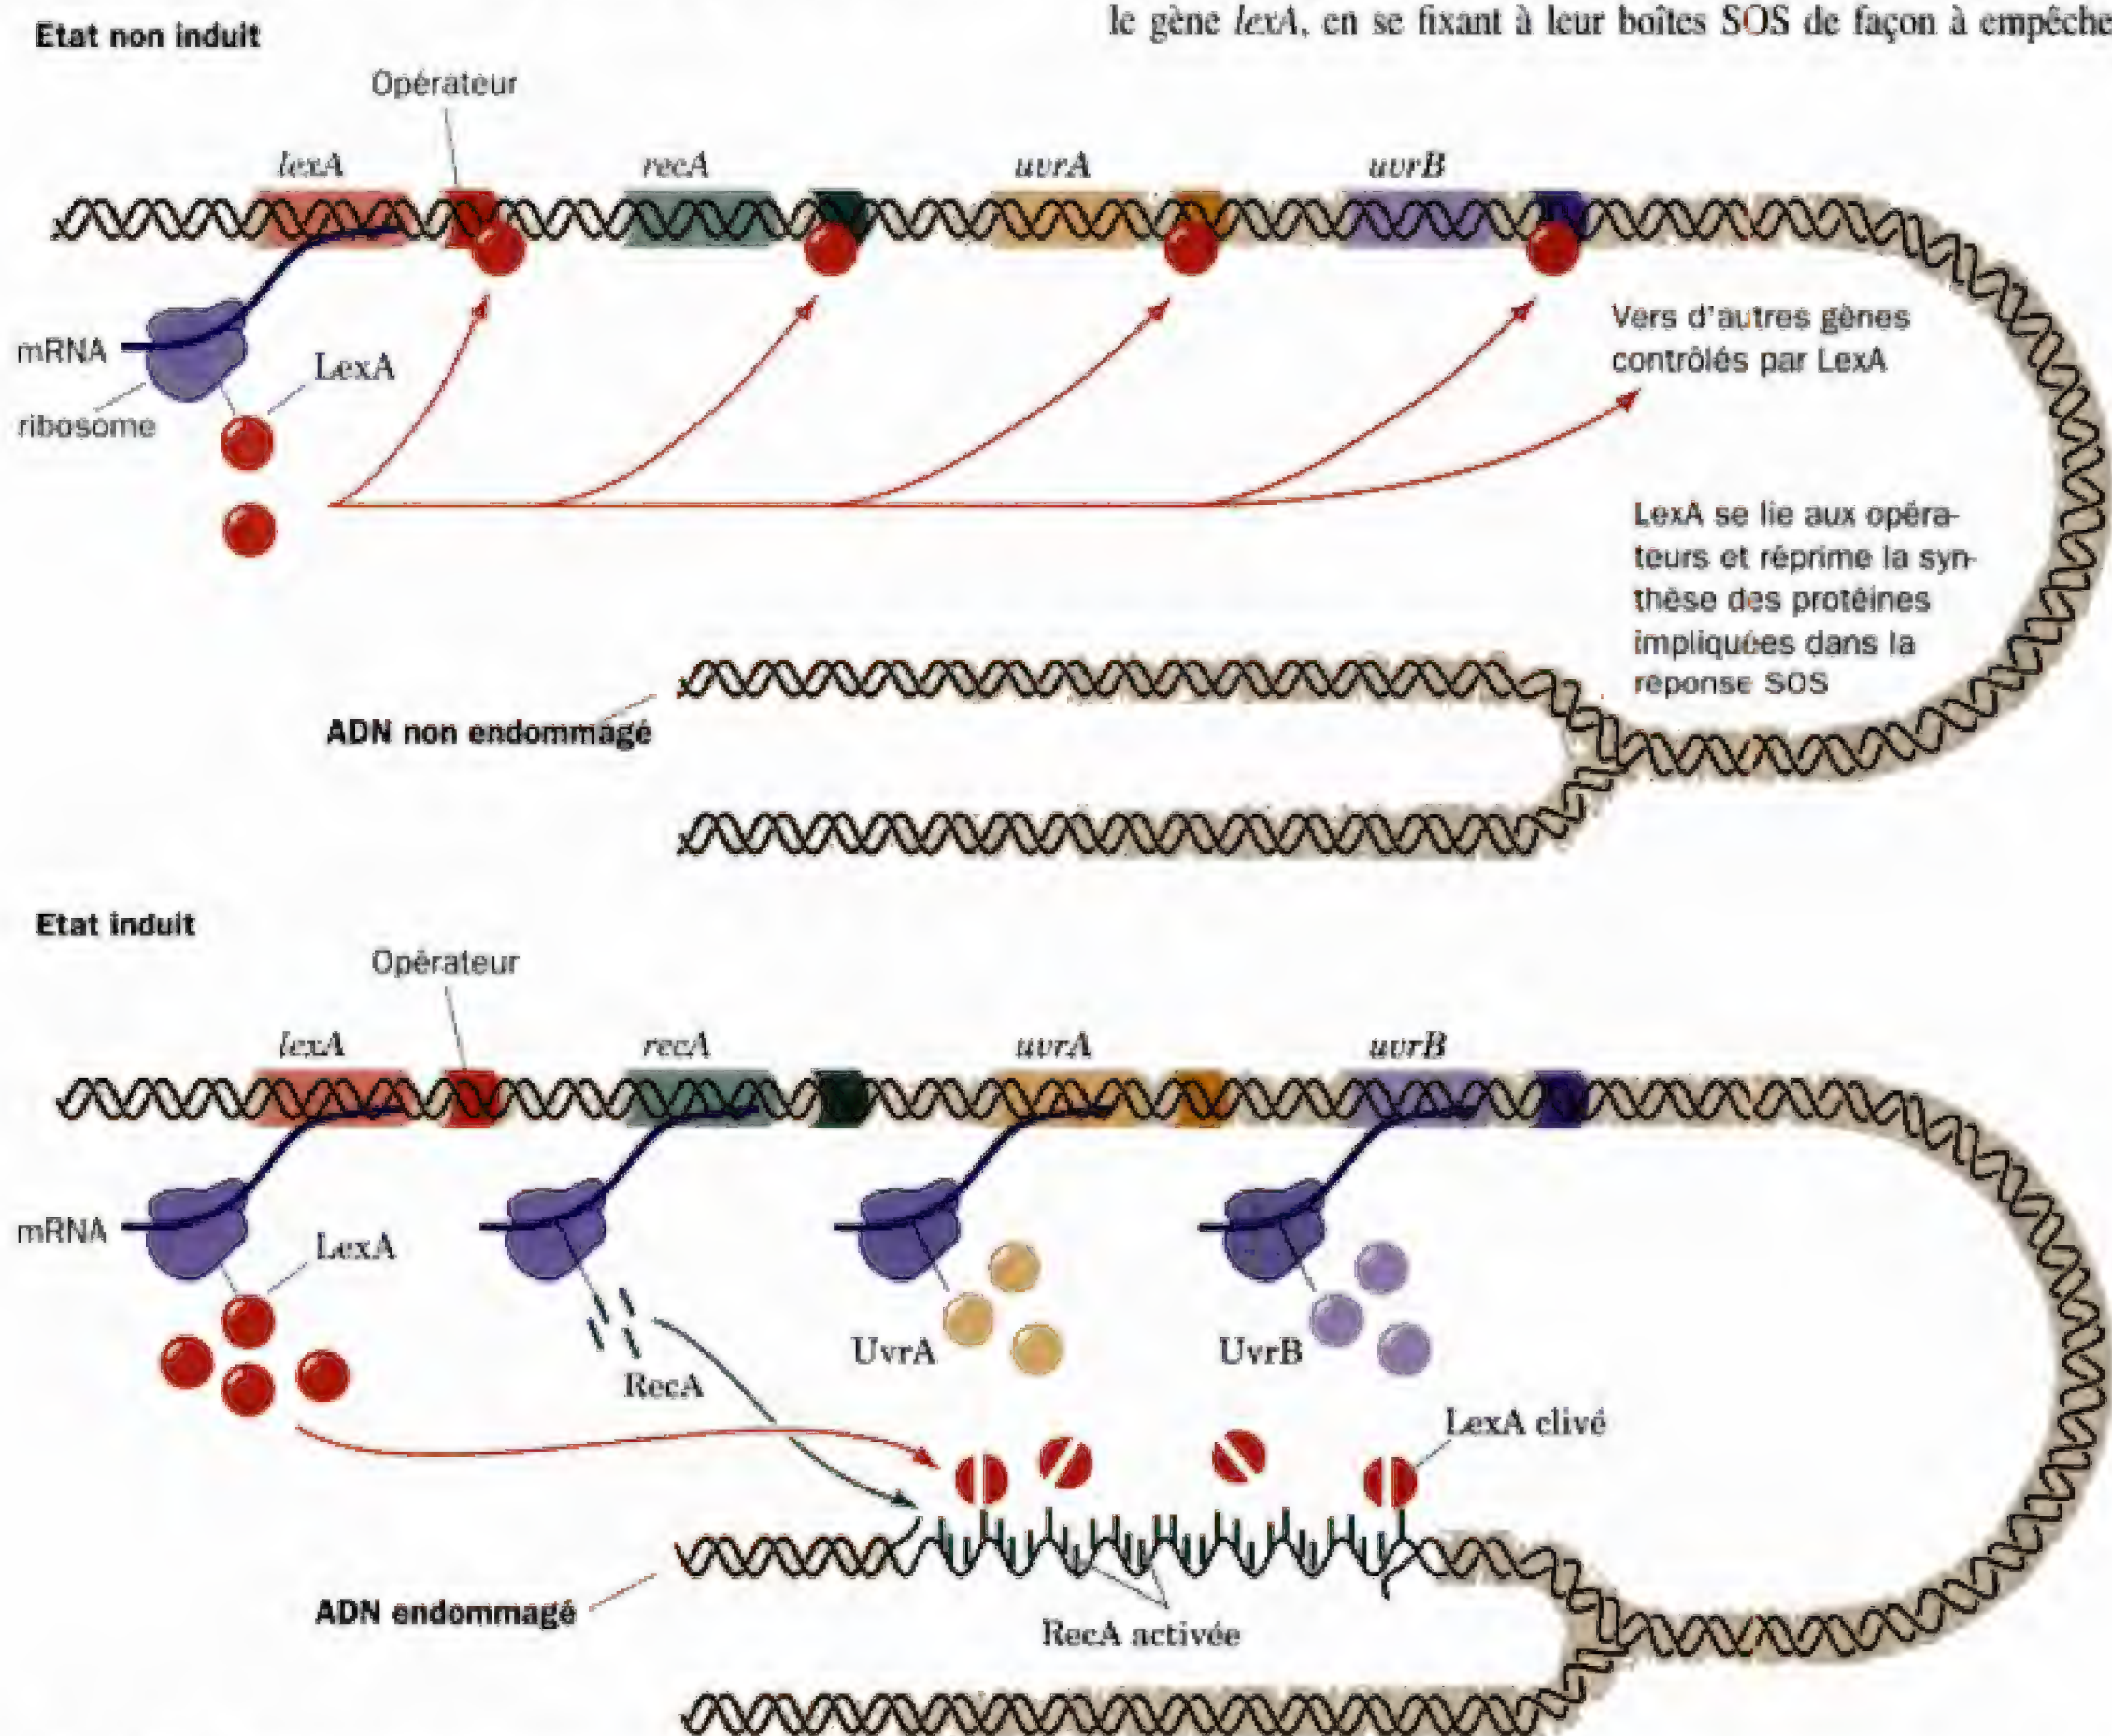 le gène lexA, en se fixant à leur boîtes SOS de façon à empêche
Etat non induit
Opérateur
lexA
recA
uvrA
uvrB
mRNA
LexA
ribosome
Vers d'autres gènes
contrôlés par LexA
LexA se lie aux opéra-
teurs et réprime la syn-
thèse des protéines
impliquées dans la
réponse SOS
ADN non endommagé
Etat induit
Opérateur
lexA
recA
uvrA
uvrB
mRNA
LexA
RecA
UvrA
UvrB
LexA clivé
ADN endommagé
RecA activée